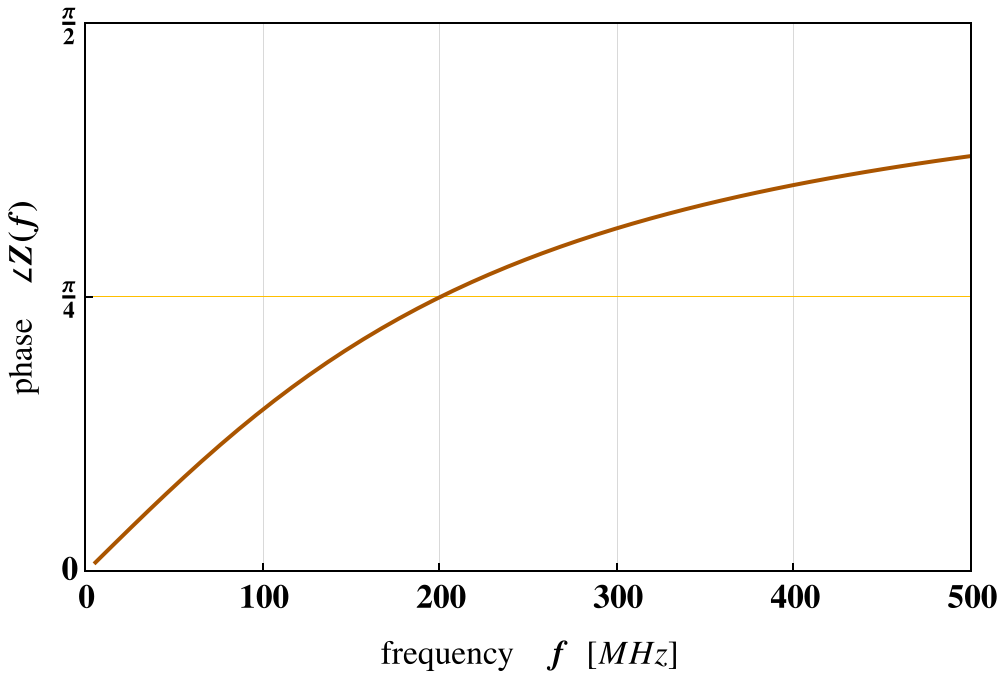 π/2
π/4
0
phase ∠Z(f)
0 100 200 300 400 500
frequency f [MHz]